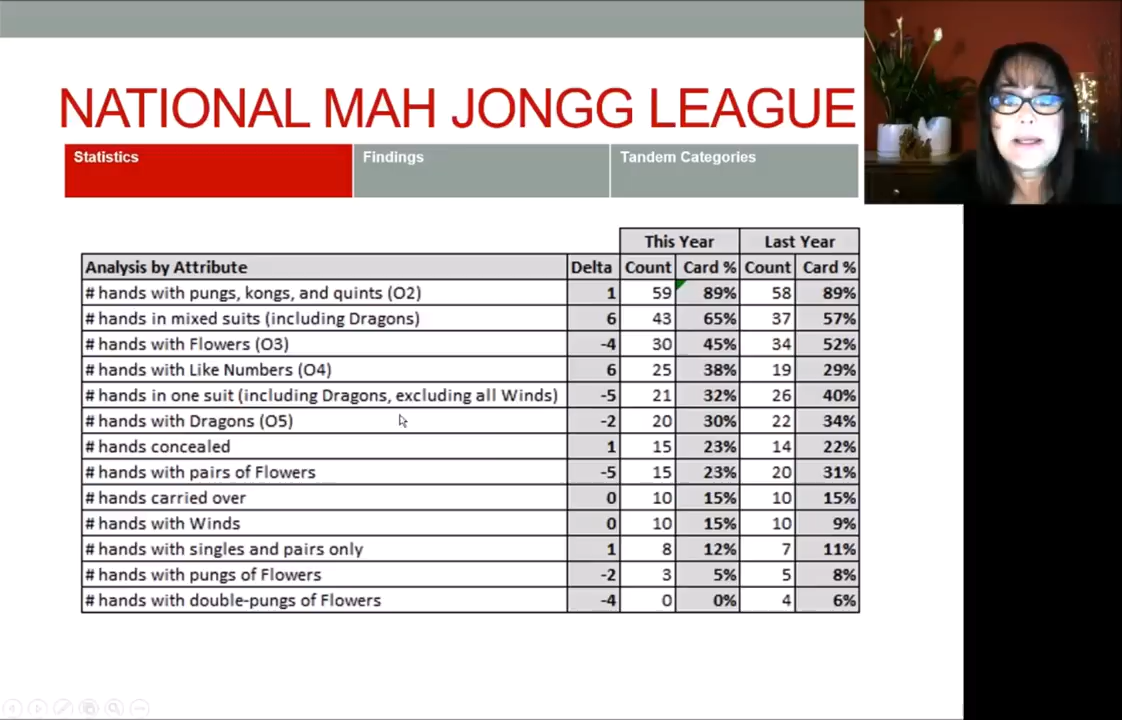 NATIONAL MAH JONGG LEAGUE
Statistics Findings Tandem Categories
This Year Last Year
Analysis by Attribute Delta Count Card % Count Card %
# hands with pungs, kongs, and quints (O2) 1 59 89% 58 89%
# hands in mixed suits (including Dragons) 6 43 65% 37 57%
# hands with Flowers (O3) -4 30 45% 34 52%
# hands with Like Numbers (O4) 6 25 38% 19 29%
# hands in one suit (including Dragons, excluding all Winds) -5 21 32% 26 40%
# hands with Dragons (O5) -2 20 30% 22 34%
# hands concealed 1 15 23% 14 22%
# hands with pairs of Flowers -5 15 23% 20 31%
# hands carried over 0 10 15% 10 15%
# hands with Winds 0 10 15% 10 9%
# hands with singles and pairs only 1 8 12% 7 11%
# hands with pungs of Flowers -2 3 5% 5 8%
# hands with double-pungs of Flowers -4 0 0% 4 6%